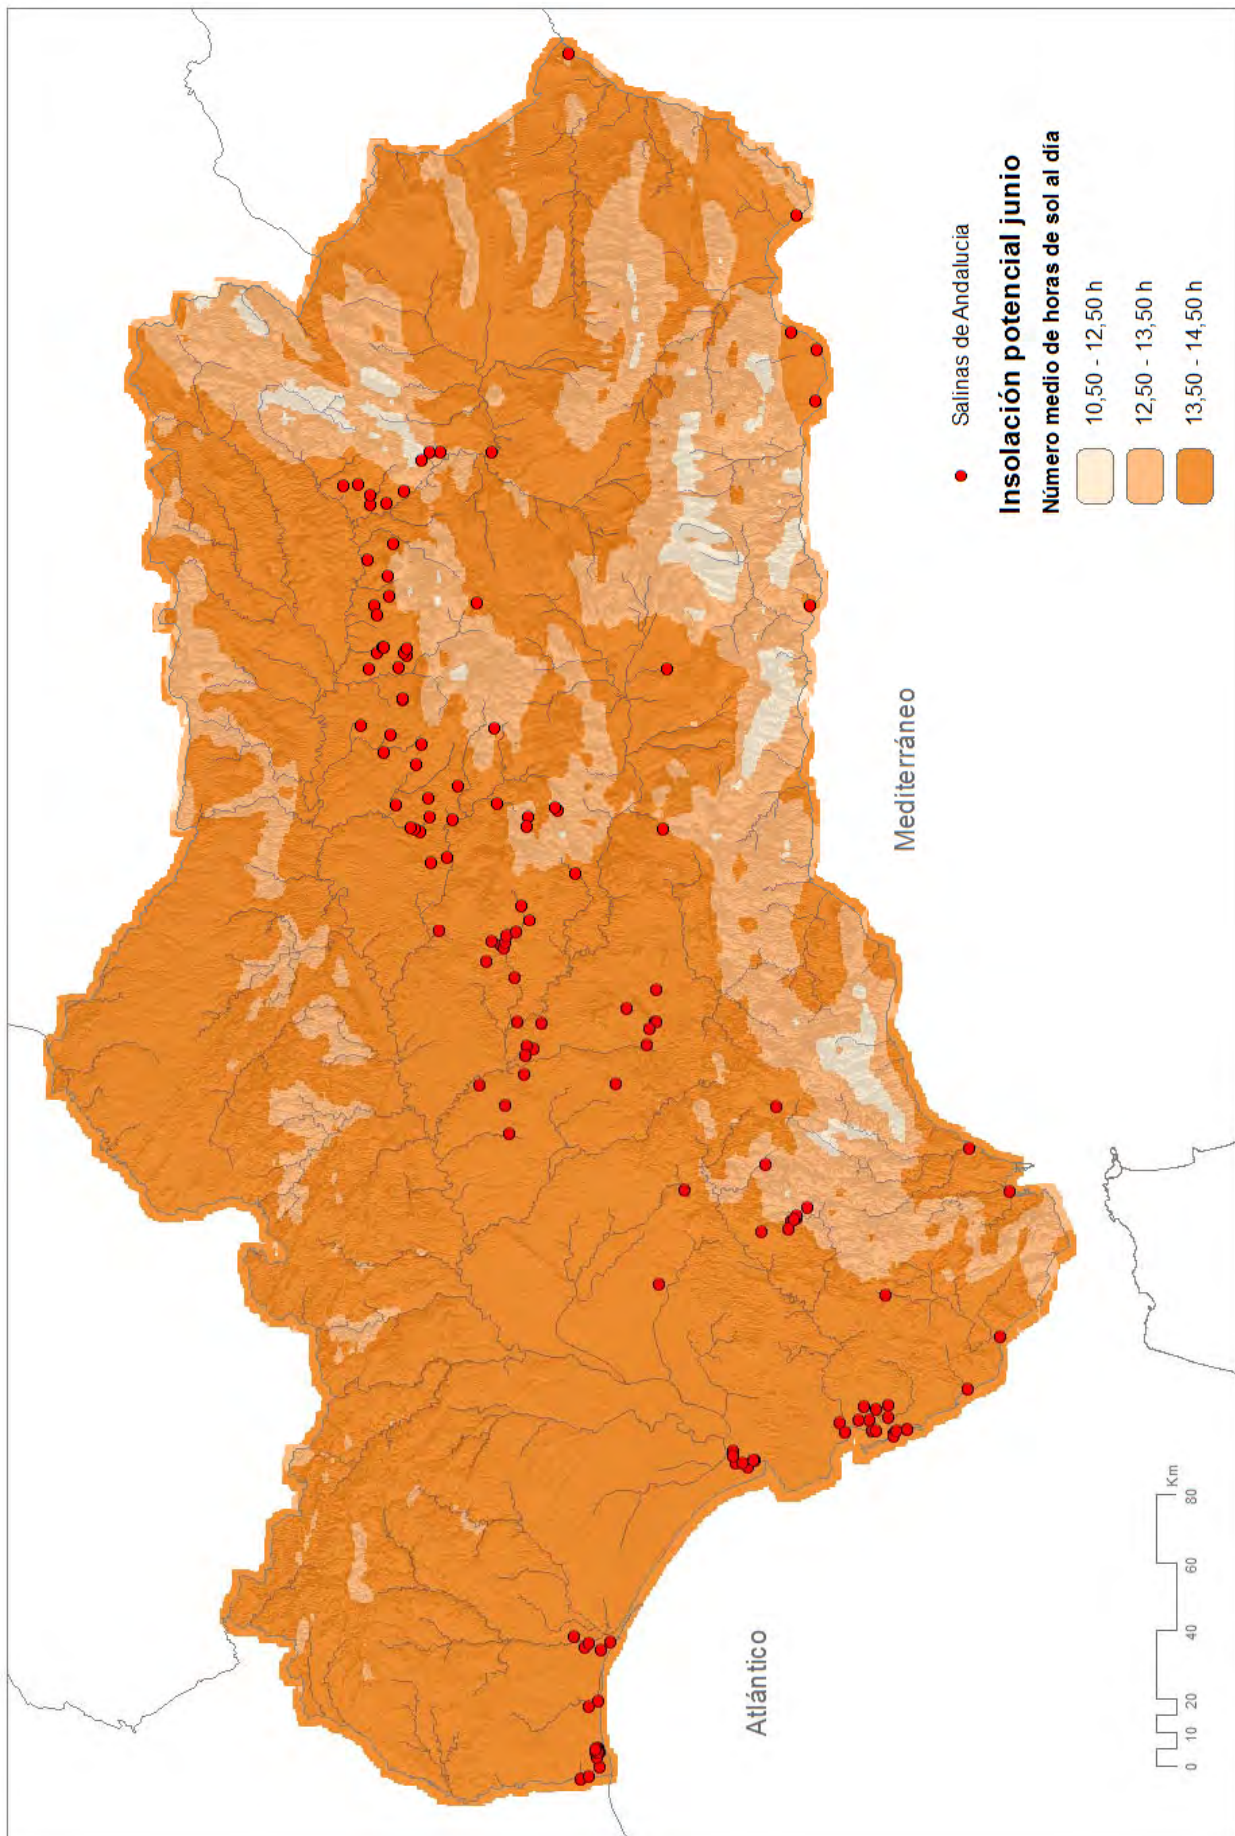 Atlántico
Mediterráneo
Salinas de Andalucia
Insolación potencial junio
Número medio de horas de sol al día
10,50 - 12,50 h
12,50 - 13,50 h
13,50 - 14,50 h
0 10 20 40 60 80
Km